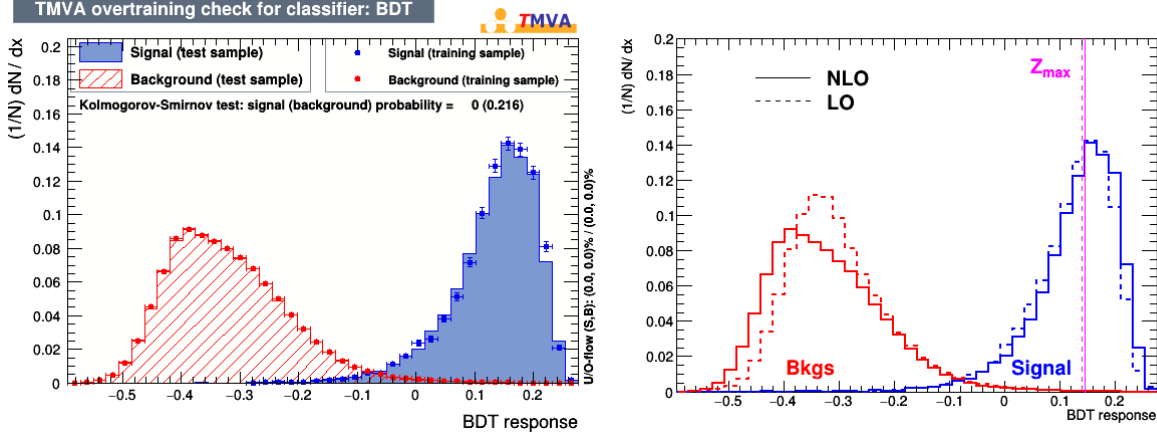 TMVA overtraining check for classifier: BDT
TMVA
(1/N) dN / dx
0.2
0.18
0.16
0.14
0.12
0.1
0.08
0.06
0.04
0.02
0
Signal (test sample)
Background (test sample)
Signal (training sample)
Background (training sample)
Kolmogorov-Smirnov test: signal (background) probability = 0 (0.216)
U/O-flow (S,B): (0.0, 0.0)% / (0.0, 0.0)%
−0.5 −0.4 −0.3 −0.2 −0.1 0 0.1 0.2
BDT response
(1/N) dN/ dx
0.2
0.18
0.16
0.14
0.12
0.1
0.08
0.06
0.04
0.02
0
NLO
LO
Zmax
Bkgs
Signal
−0.5 −0.4 −0.3 −0.2 −0.1 0 0.1 0.2
BDT response